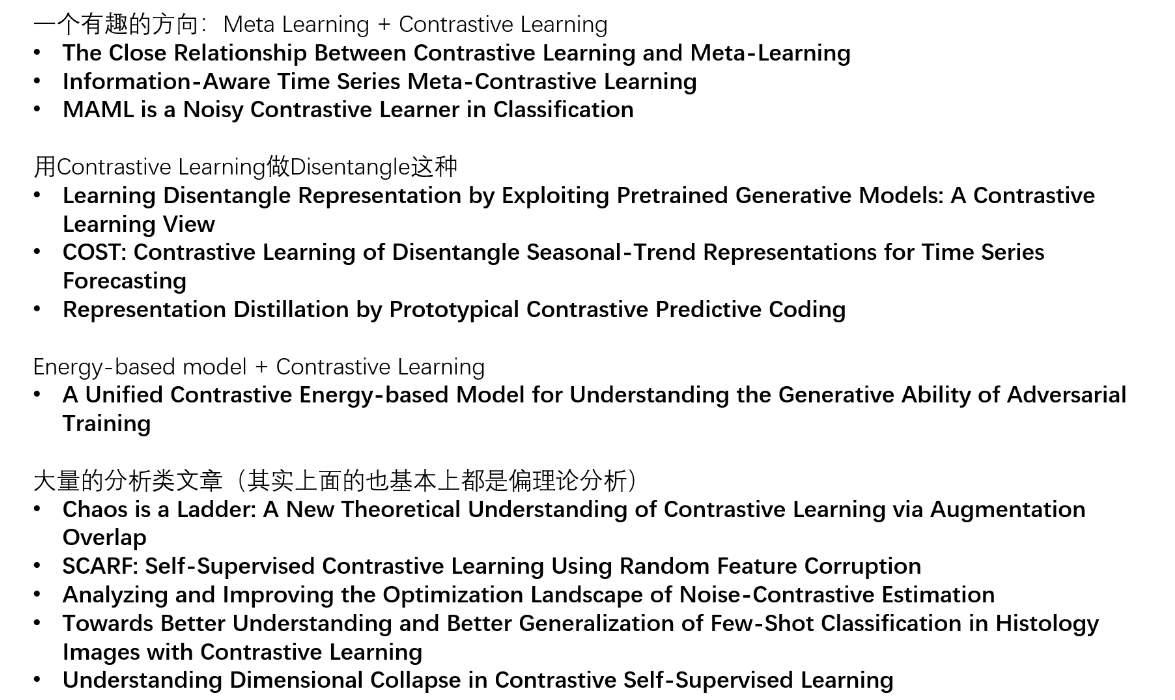 一个有趣的方向：Meta Learning + Contrastive Learning
• The Close Relationship Between Contrastive Learning and Meta-Learning
• Information-Aware Time Series Meta-Contrastive Learning
• MAML is a Noisy Contrastive Learner in Classification
用Contrastive Learning做Disentangle这种
• Learning Disentangle Representation by Exploiting Pretrained Generative Models: A Contrastive
Learning View
• COST: Contrastive Learning of Disentangle Seasonal-Trend Representations for Time Series
Forecasting
• Representation Distillation by Prototypical Contrastive Predictive Coding
Energy-based model + Contrastive Learning
• A Unified Contrastive Energy-based Model for Understanding the Generative Ability of Adversarial
Training
大量的分析类文章（其实上面的也基本上都是偏理论分析）
• Chaos is a Ladder: A New Theoretical Understanding of Contrastive Learning via Augmentation
Overlap
• SCARF: Self-Supervised Contrastive Learning Using Random Feature Corruption
• Analyzing and Improving the Optimization Landscape of Noise-Contrastive Estimation
• Towards Better Understanding and Better Generalization of Few-Shot Classification in Histology
Images with Contrastive Learning
• Understanding Dimensional Collapse in Contrastive Self-Supervised Learning